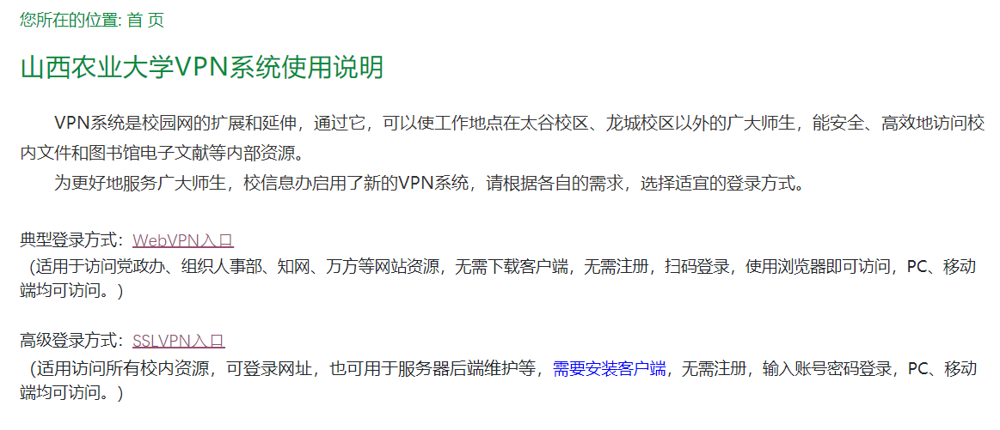 您所在的位置: 首 页
山西农业大学VPN系统使用说明
VPN系统是校园网的扩展和延伸，通过它，可以使工作地点在太谷校区、龙城校区以外的广大师生，能安全、高效地访问校
内文件和图书馆电子文献等内部资源。
为更好地服务广大师生，校信息办启用了新的VPN系统，请根据各自的需求，选择适宜的登录方式。
典型登录方式：WebVPN入口
（适用于访问党政办、组织人事部、知网、万方等网站资源，无需下载客户端，无需注册，扫码登录，使用浏览器即可访问，PC、移动
端均可访问。）
高级登录方式：SSLVPN入口
（适用访问所有校内资源，可登录网址，也可用于服务器后端维护等，需要安装客户端，无需注册，输入账号密码登录，PC、移动
端均可访问。）